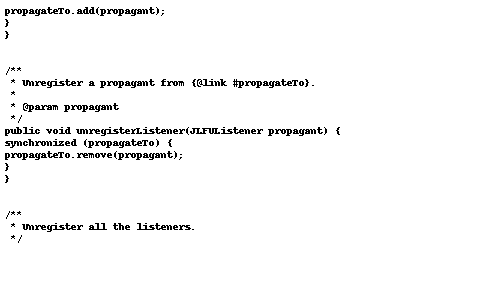 propagateTo.add(propagant);
}
}
/**
* Unregister a propagant from {@link #propagateTo}.
*
* @param propagant
*/
public void unregisterListener(JLFUListener propagant) {
synchronized (propagateTo) {
propagateTo.remove(propagant);
}
}
/**
* Unregister all the listeners.
*/